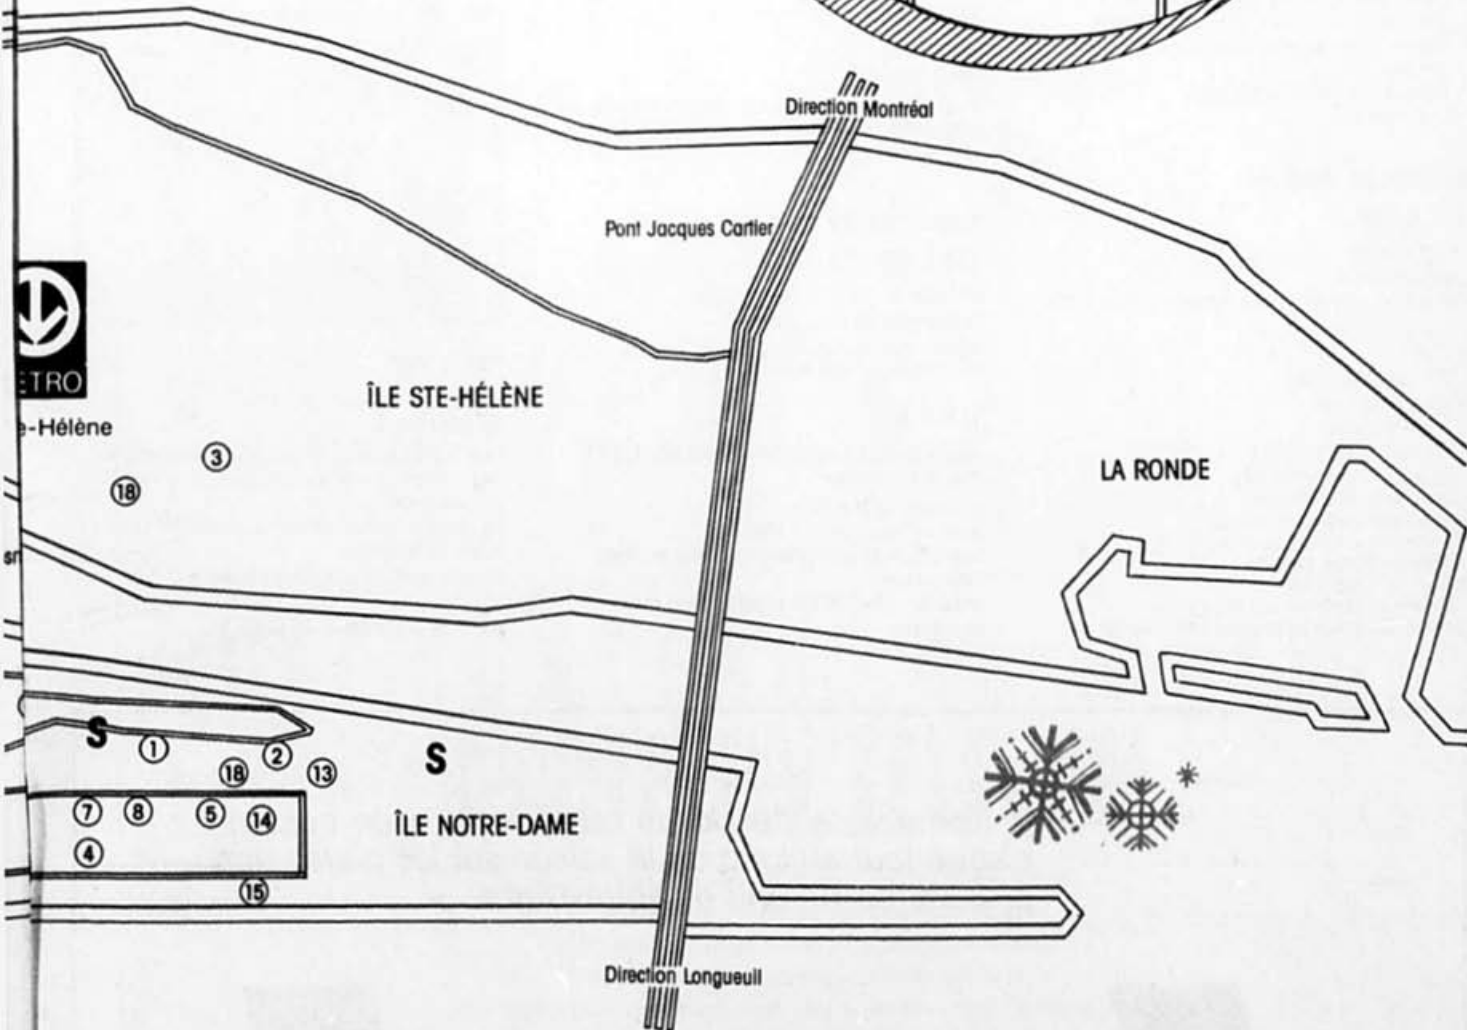 Direction Montréal
Pont Jacques Cartier
ETRO
ÎLE STE-HÉLÈNE
e-Hélène
3
LA RONDE
18
S
1
2
S
18
13
7
8
5
14
ÎLE NOTRE-DAME
4
15
Direction Longueuil